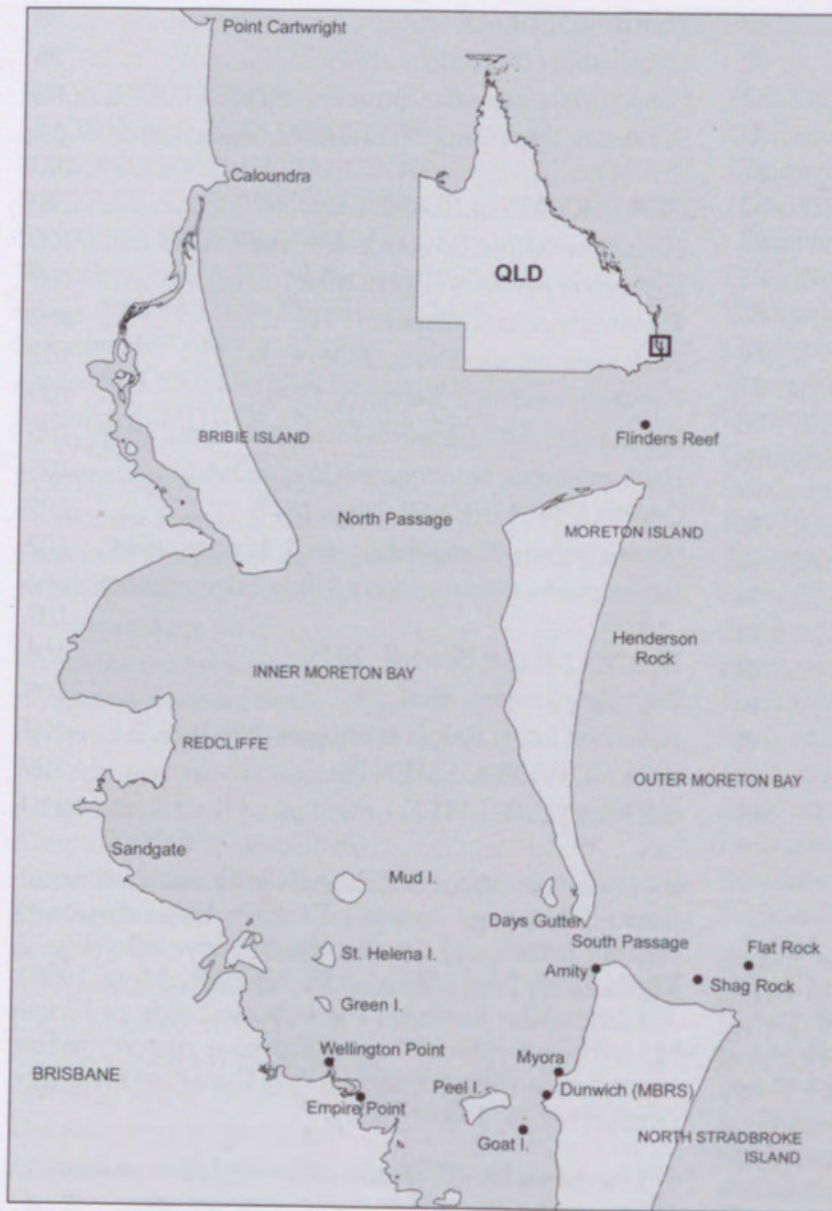 Point Cartwright
Caloundra
QLD
Flinders Reef
BRIBIE ISLAND
North Passage
MORETON ISLAND
Henderson
Rock
INNER MORETON BAY
REDCLIFFE
OUTER MORETON BAY
Sandgate
Mud I.
Days Gutter
South Passage
St. Helena I.
Flat Rock
Amity
Shag Rock
Green I.
Wellington Point
Myora
BRISBANE
Peel I.
Dunwich (MBRS)
Empire Point
Goat I.
NORTH STRADBROKE
ISLAND